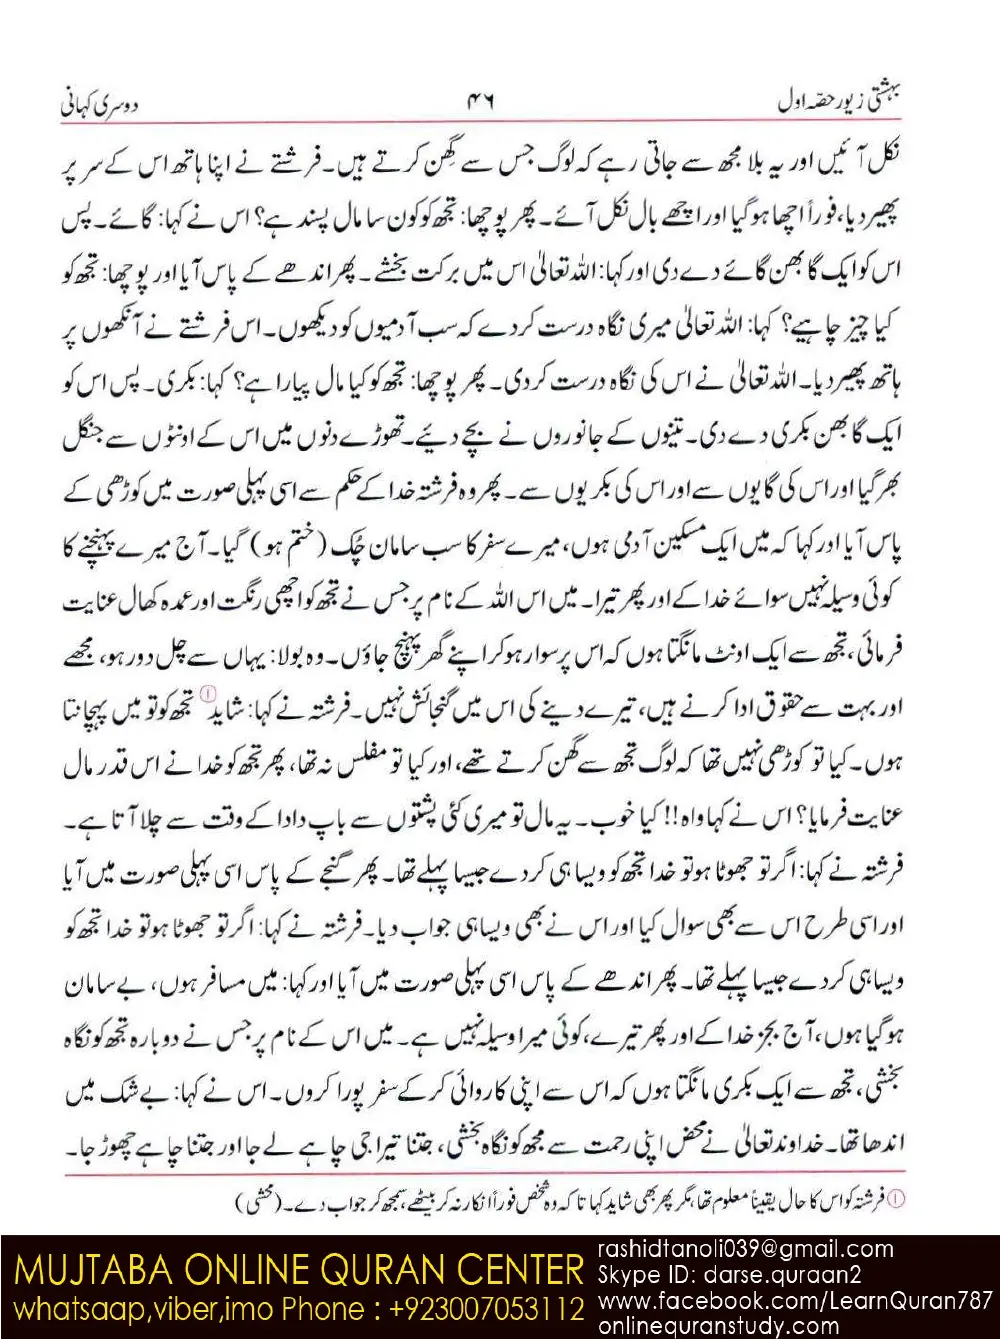 بہشتی زیور حصّہ اول ۴۶ دوسری کہانی
نکل آئیں اور یہ بلا مجھ سے جاتی رہے کہ لوگ جس سے گِھن کرتے ہیں۔ فرشتے نے اپنا ہاتھ اس کے سر پر
پھیر دیا، فوراً اچھا ہو گیا اور اچھے بال نکل آئے۔ پھر پوچھا: تجھ کو کون سا مال پسند ہے؟ اس نے کہا: گائے۔ پس
اس کو ایک گابھن گائے دے دی اور کہا: اللہ تعالیٰ اس میں برکت بخشے۔ پھر اندھے کے پاس آیا اور پوچھا: تجھ کو
کیا چیز چاہیے؟ کہا: اللہ تعالیٰ میری نگاہ درست کر دے کہ سب آدمیوں کو دیکھوں۔ اس فرشتے نے آنکھوں پر
ہاتھ پھیر دیا۔ اللہ تعالیٰ نے اس کی نگاہ درست کر دی۔ پھر پوچھا: تجھ کو کیا مال پیارا ہے؟ کہا: بکری۔ پس اس کو
ایک گابھن بکری دے دی۔ تینوں کے جانوروں نے بچے دئیے۔ تھوڑے دنوں میں اس کے اونٹوں سے جنگل
بھر گیا اور اس کی گایوں سے اور اس کی بکریوں سے۔ پھر وہ فرشتہ خدا کے حکم سے اسی پہلی صورت میں کوڑھی کے
پاس آیا اور کہا کہ میں ایک مسکین آدمی ہوں، میرے سفر کا سب سامان چُک (ختم ہو) گیا۔ آج میرے پہنچنے کا
کوئی وسیلہ نہیں سوائے خدا کے اور پھر تیرا۔ میں اس اللہ کے نام پر جس نے تجھ کو اچھی رنگت اور عمدہ کھال عنایت
فرمائی، تجھ سے ایک اونٹ مانگتا ہوں کہ اس پر سوار ہو کر اپنے گھر پہنچ جاؤں۔ وہ بولا: یہاں سے چل دور ہو، مجھے
اور بہت سے حقوق ادا کرنے ہیں، تیرے دینے کی اس میں گنجائش نہیں۔ فرشتہ نے کہا: شاید① تجھ کو تو میں پہچانتا
ہوں۔ کیا تو کوڑھی نہیں تھا کہ لوگ تجھ سے گھن کرتے تھے، اور کیا تو مفلس نہ تھا، پھر تجھ کو خدا نے اس قدر مال
عنایت فرمایا؟ اس نے کہا واہ!! کیا خوب۔ یہ مال تو میری کئی پشتوں سے باپ دادا کے وقت سے چلا آتا ہے۔
فرشتہ نے کہا: اگر تو جھوٹا ہو تو خدا تجھ کو ویسا ہی کر دے جیسا پہلے تھا۔ پھر گنجے کے پاس اسی پہلی صورت میں آیا
اور اسی طرح اس سے بھی سوال کیا اور اس نے بھی ویسا ہی جواب دیا۔ فرشتہ نے کہا: اگر تو جھوٹا ہو تو خدا تجھ کو
ویسا ہی کر دے جیسا پہلے تھا۔ پھر اندھے کے پاس اسی پہلی صورت میں آیا اور کہا: میں مسافر ہوں، بے سامان
ہو گیا ہوں، آج بجز خدا کے اور پھر تیرے، کوئی میرا وسیلہ نہیں ہے۔ میں اس کے نام پر جس نے دوبارہ تجھ کو نگاہ
بخشی، تجھ سے ایک بکری مانگتا ہوں کہ اس سے اپنی کاروائی کر کے سفر پورا کروں۔ اس نے کہا: بے شک میں
اندھا تھا۔ خداوند تعالیٰ نے محض اپنی رحمت سے مجھ کو نگاہ بخشی، جتنا تیرا جی چاہے لے جا اور جتنا چاہے چھوڑ جا۔
① فرشتہ کو اس کا حال یقیناً معلوم تھا، مگر پھر بھی شاید کہا تا کہ وہ شخص فوراً انکار نہ کر بیٹھے، سمجھ کر جواب دے۔ (محشی)
MUJTABA ONLINE QURAN CENTER
whatsaap,viber,imo Phone : +923007053112
rashidtanoli039@gmail.com
Skype ID: darse.quraan2
www.facebook.com/LearnQuran787
onlinequranstudy.com